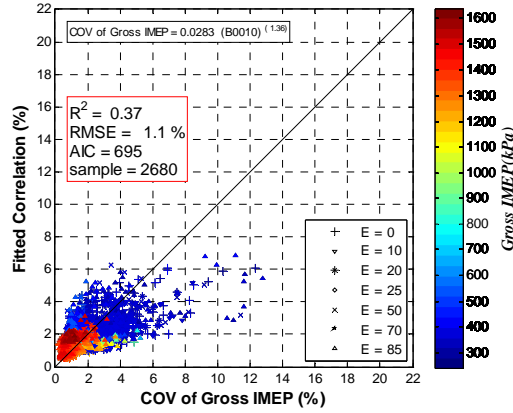 COV of Gross IMEP = 0.0283 (B0010) ^(1.36)
R² = 0.37
RMSE = 1.1 %
AIC = 695
sample = 2680
Fitted Correlation (%)
22
20
18
16
14
12
10
8
6
4
2
0
0 2 4 6 8 10 12 14 16 18 20 22
COV of Gross IMEP (%)
E = 0
E = 10
E = 20
E = 25
E = 50
E = 70
E = 85
1600
1500
1400
1300
1200
1100
1000
900
800
700
600
500
400
300
Gross IMEP(kPa)